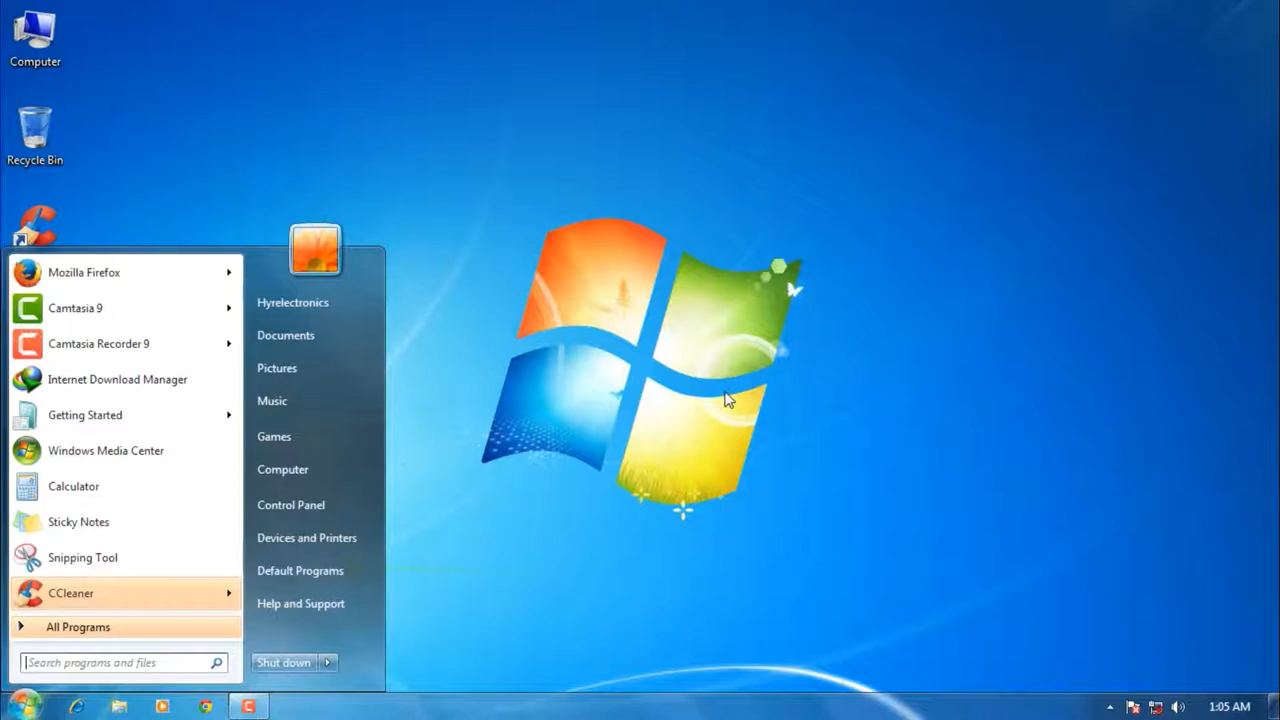 Computer
Recycle Bin
Mozilla Firefox
Camtasia 9
Camtasia Recorder 9
Internet Download Manager
Getting Started
Windows Media Center
Calculator
Sticky Notes
Snipping Tool
CCleaner
All Programs
Search programs and files
Hyrelectronics
Documents
Pictures
Music
Games
Computer
Control Panel
Devices and Printers
Default Programs
Help and Support
Shut down
1:05 AM